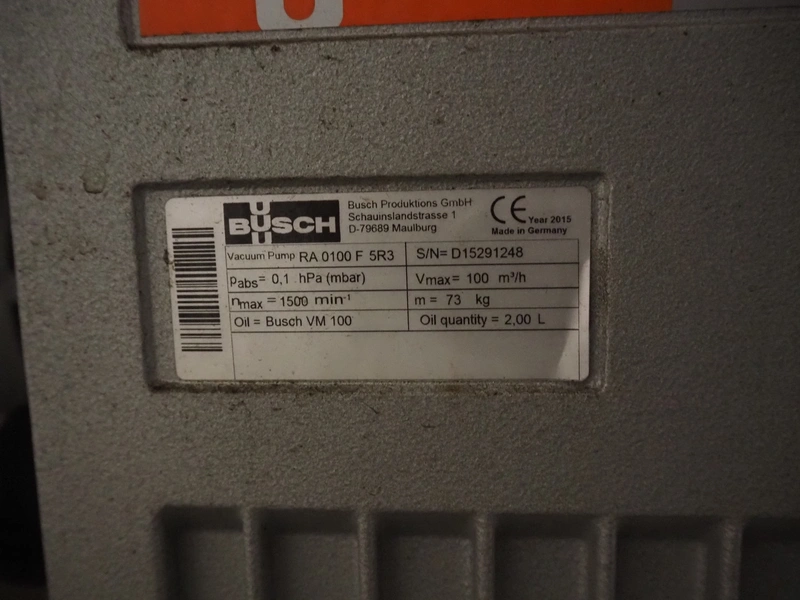 BUSCH
Busch Produktions GmbH
Schauinslandstrasse 1
D-79689 Maulburg
CE Year 2015
Made in Germany
Vacuum Pump RA 0100 F 5R3
S/N= D15291248
Pabs= 0,1 hPa (mbar)
Vmax= 100 m³/h
nmax = 1500 min-1
m = 73 kg
Oil = Busch VM 100
Oil quantity = 2,00 L